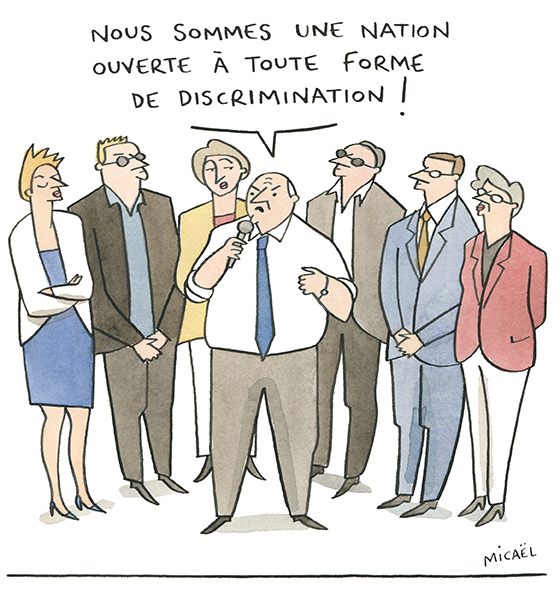 NOUS SOMMES UNE NATION
OUVERTE À TOUTE FORME
DE DISCRIMINATION !
MICAËL